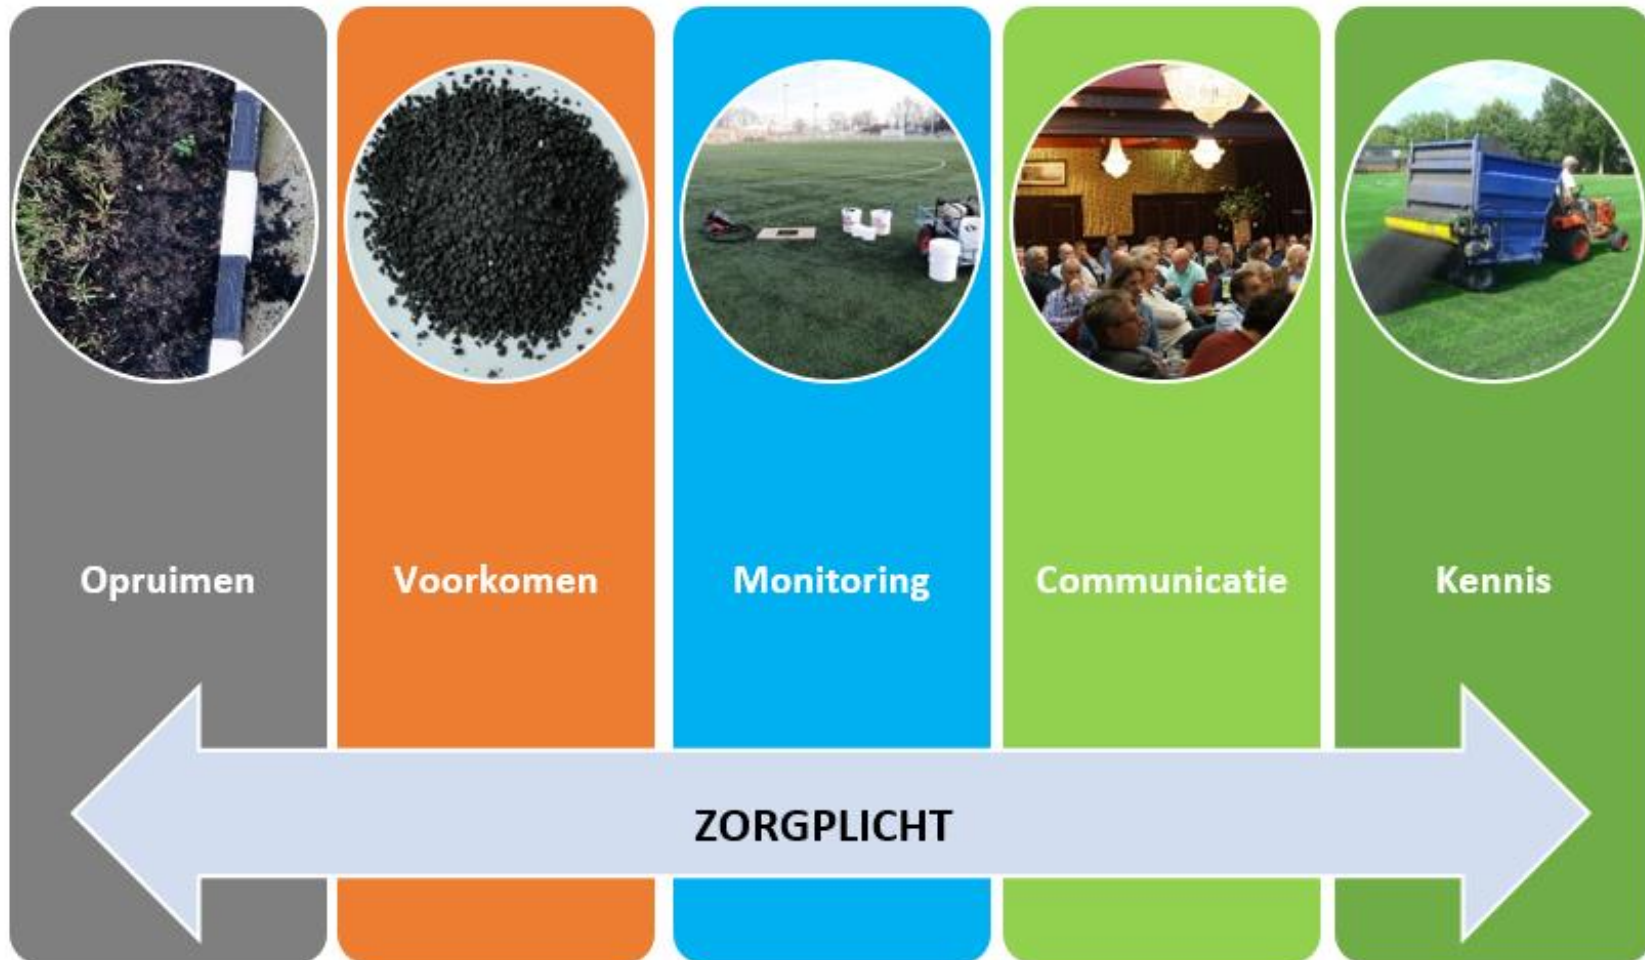 Opruimen
Voorkomen
Monitoring
Communicatie
Kennis
ZORGPLICHT